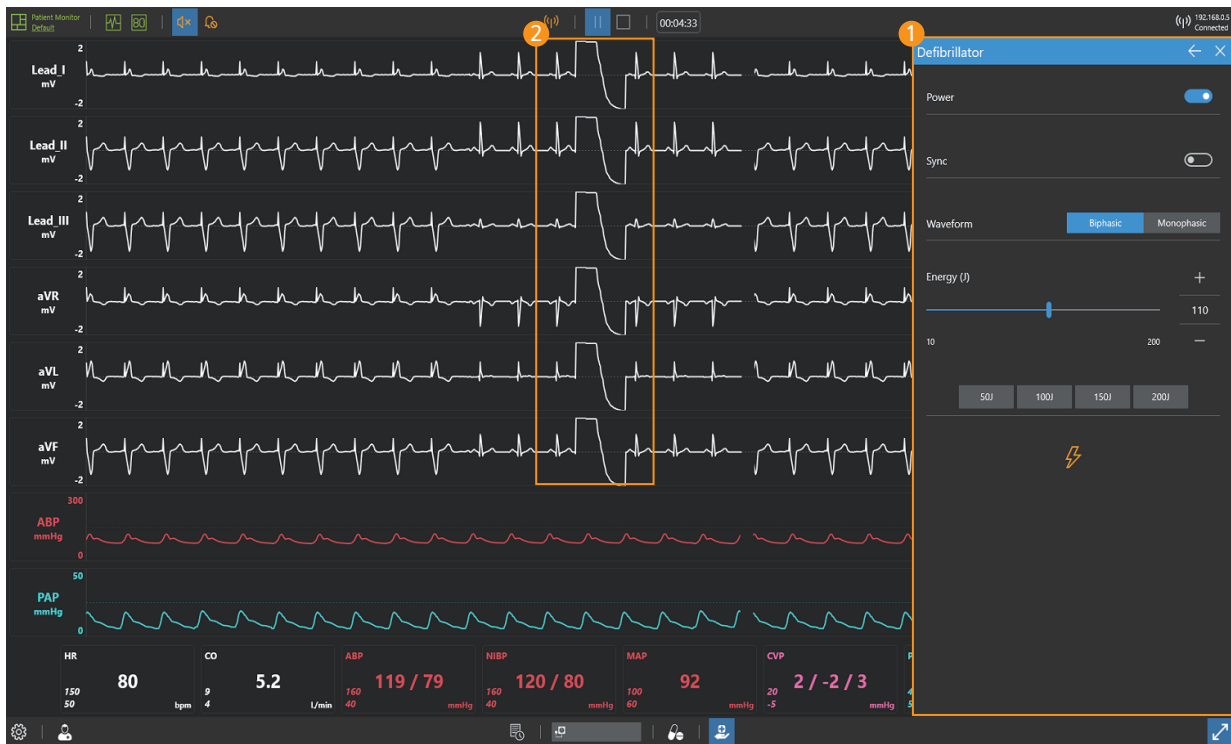 Patient Monitor
Default
80
00:04:33
192.168.0.5
Connected
2
1
Defibrillator
Power
Sync
Waveform
Biphasic
Monophasic
Energy (J)
110
10
200
50J
100J
150J
200J
Lead_I
mV
2
-2
Lead_II
mV
2
-2
Lead_III
mV
2
-2
aVR
mV
2
-2
aVL
mV
2
-2
aVF
mV
2
-2
ABP
mmHg
300
0
PAP
mmHg
50
0
HR
80
150
50
bpm
CO
5.2
9
4
l/min
ABP
119 / 79
160
40
mmHg
NIBP
120 / 80
160
40
mmHg
MAP
92
100
60
mmHg
CVP
2 / -2 / 3
20
-5
mmHg